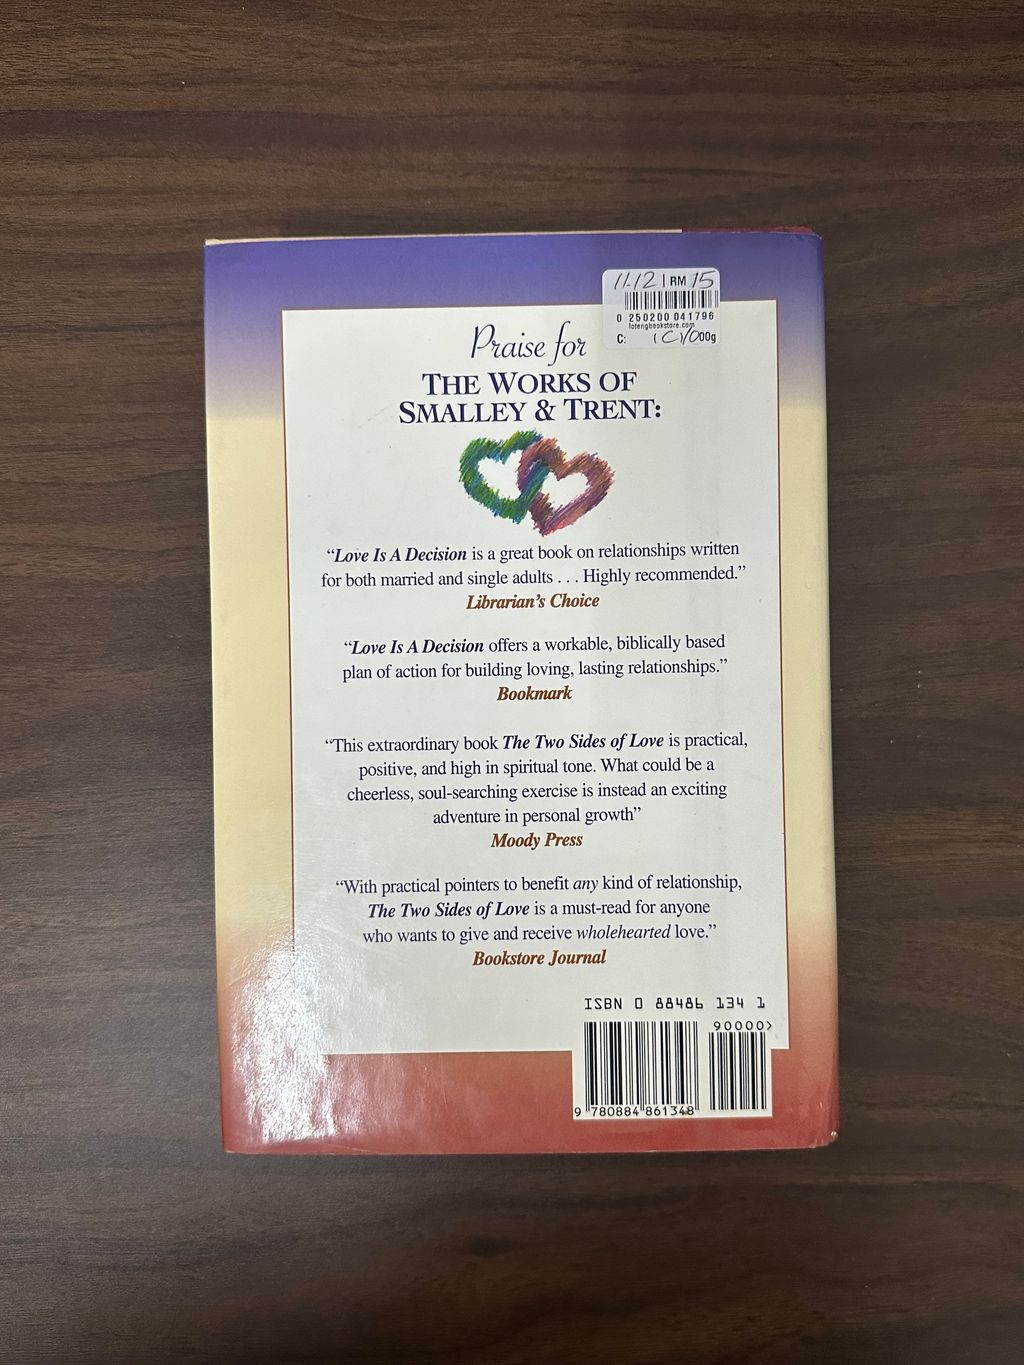 11.12 | RM 15
0 250200 041796
lotengbookstore.com
C:
Praise for
THE WORKS OF
SMALLEY & TRENT:
“Love Is A Decision is a great book on relationships written
for both married and single adults . . . Highly recommended.”
Librarian’s Choice
“Love Is A Decision offers a workable, biblically based
plan of action for building loving, lasting relationships.”
Bookmark
“This extraordinary book The Two Sides of Love is practical,
positive, and high in spiritual tone. What could be a
cheerless, soul-searching exercise is instead an exciting
adventure in personal growth”
Moody Press
“With practical pointers to benefit any kind of relationship,
The Two Sides of Love is a must-read for anyone
who wants to give and receive wholehearted love.”
Bookstore Journal
ISBN 0 88486 134 1
90000>
9 780884 861348